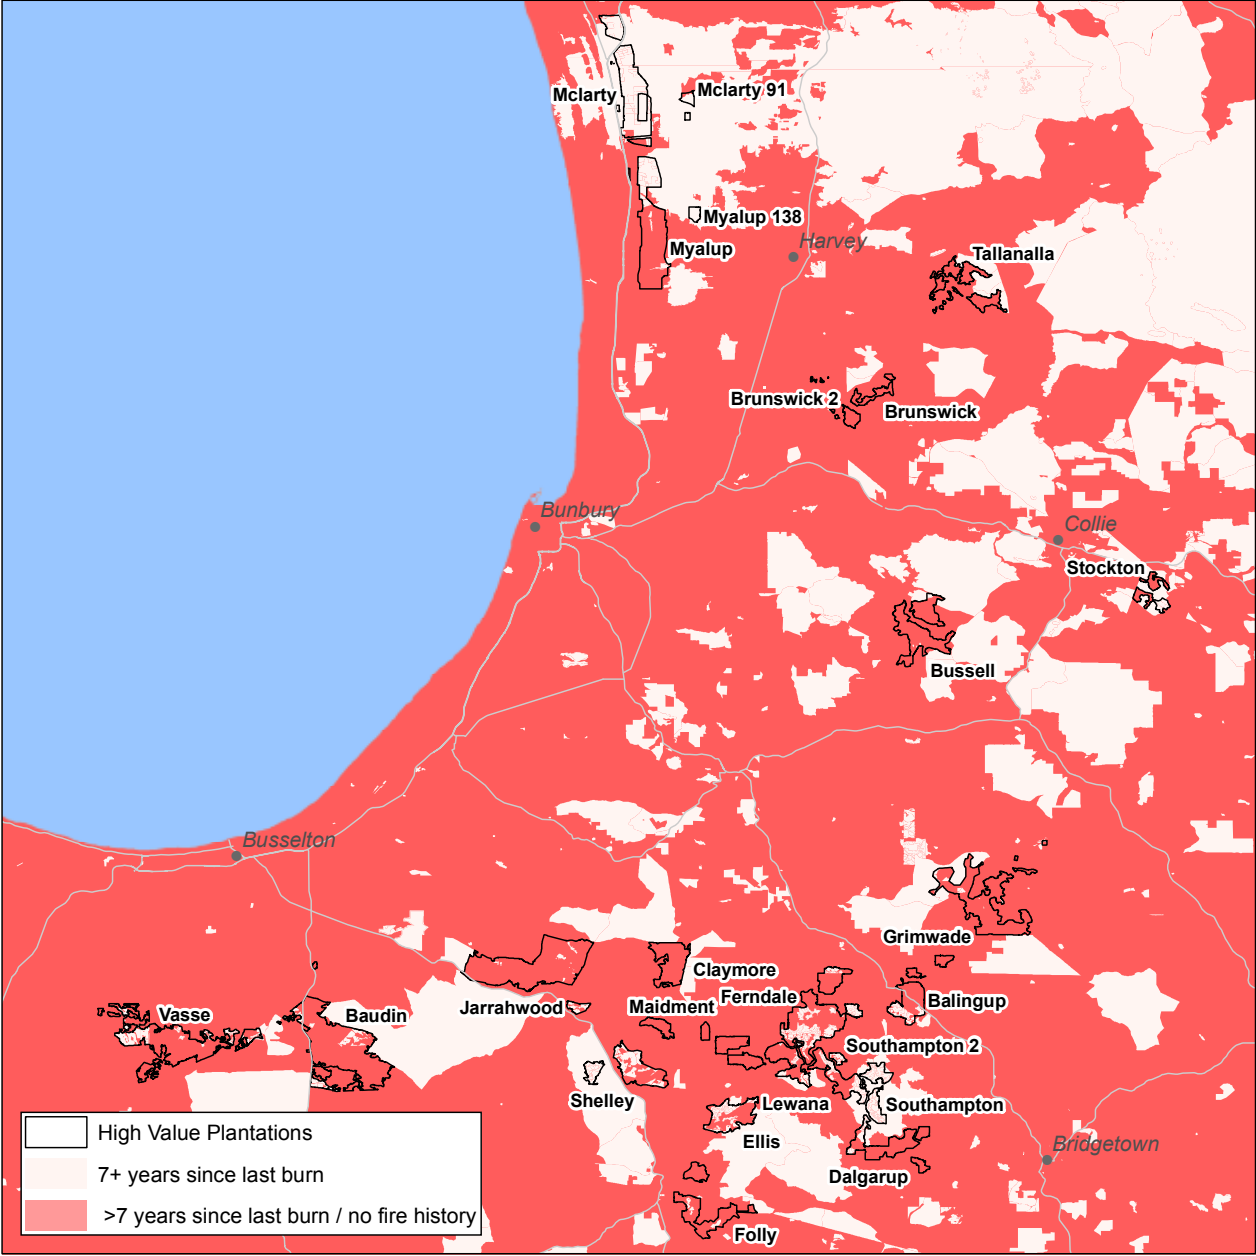 Mclarty
Mclarty 91
Myalup 138
Myalup
Harvey
Tallanalla
Brunswick 2
Brunswick
Bunbury
Collie
Stockton
Bussell
Busselton
Grimwade
Claymore
Jarrahwood
Maidment
Ferndale
Balingup
Vasse
Baudin
Southampton 2
Shelley
Lewana
Southampton
Ellis
Bridgetown
Dalgarup
Folly
High Value Plantations
7+ years since last burn
>7 years since last burn / no fire history